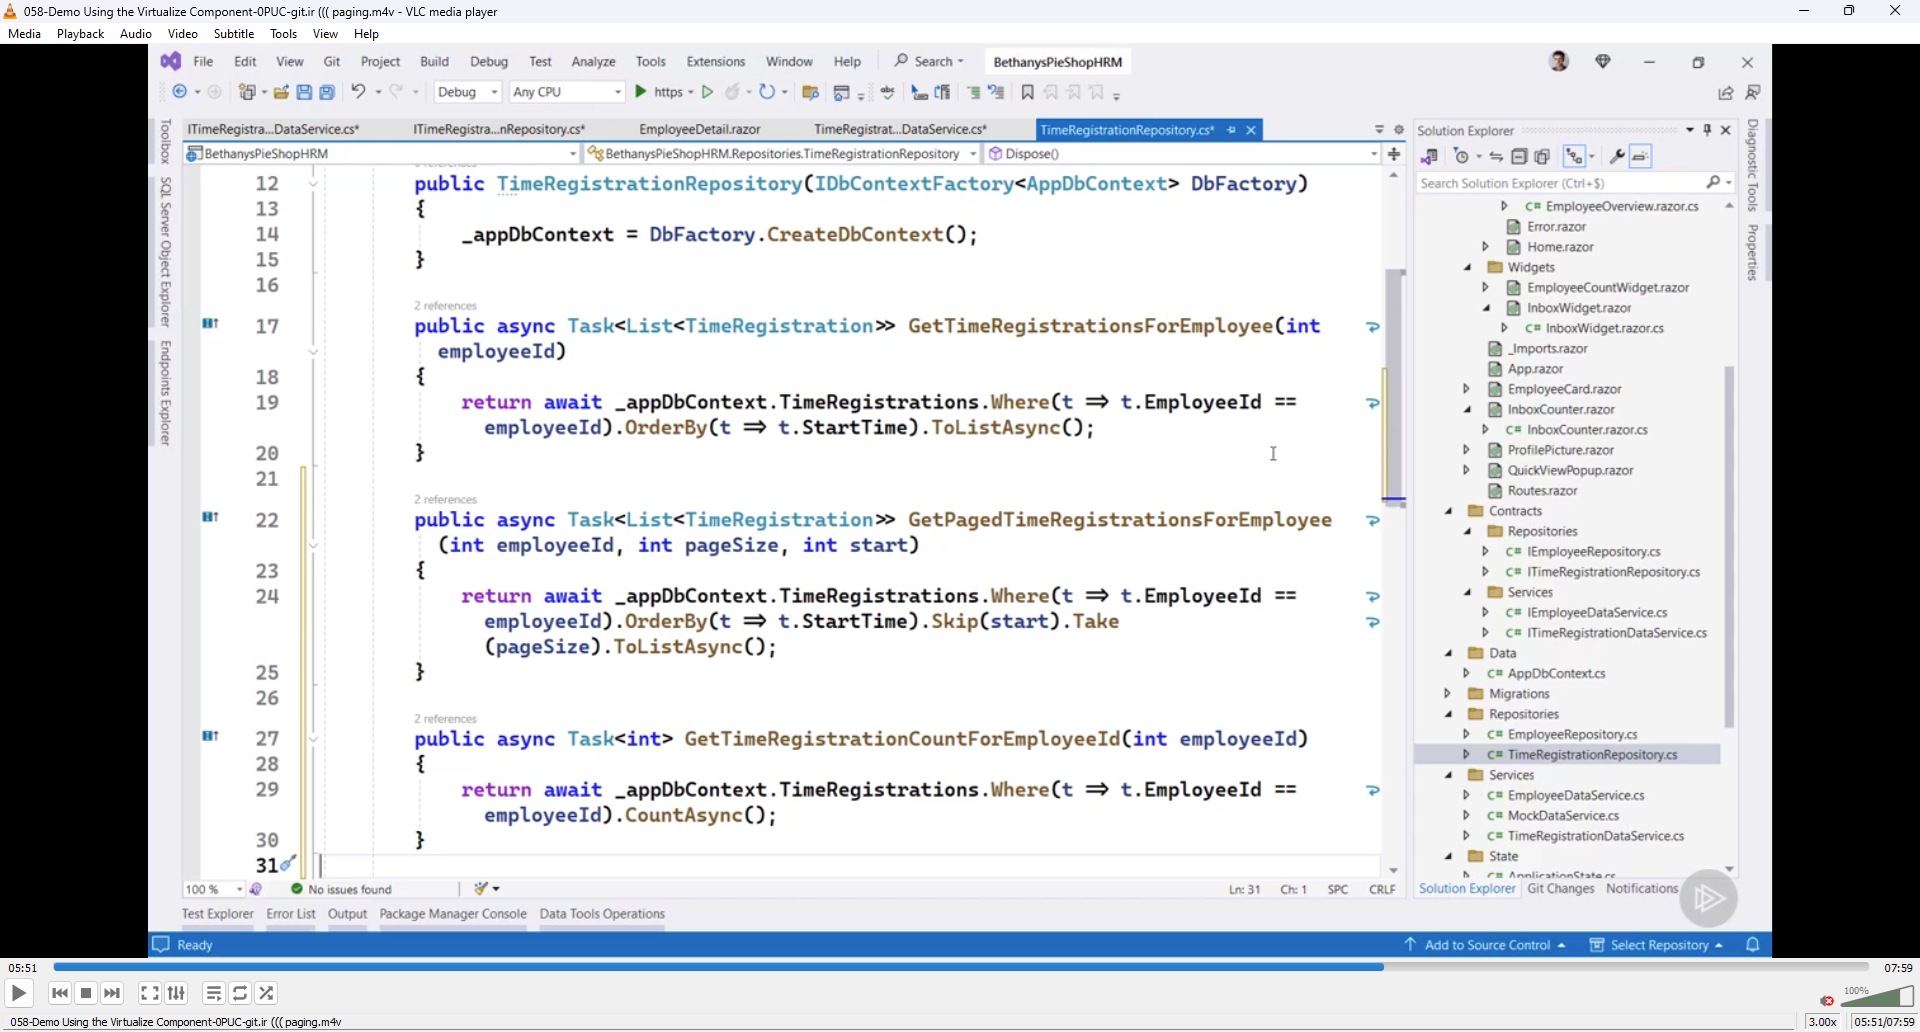 058-Demo Using the Virtualize Component-0PUC-git.ir ((( paging.m4v - VLC media player
Media Playback Audio Video Subtitle Tools View Help
File Edit View Git Project Build Debug Test Analyze Tools Extensions Window Help Search BethanysPieShopHRM
Debug Any CPU https
ITimeRegistra...DataService.cs* ITimeRegistra...nRepository.cs* EmployeeDetail.razor TimeRegistrat...DataService.cs* TimeRegistrationRepository.cs*
BethanysPieShopHRM BethanysPieShopHRM.Repositories.TimeRegistrationRepository Dispose()
Toolbox
SQL Server Object Explorer
Endpoints Explorer
12 public TimeRegistrationRepository(IDbContextFactory<AppDbContext> DbFactory)
13 {
14 _appDbContext = DbFactory.CreateDbContext();
15 }
16
2 references
17 public async Task<List<TimeRegistration>> GetTimeRegistrationsForEmployee(int
employeeId)
18 {
19 return await _appDbContext.TimeRegistrations.Where(t => t.EmployeeId ==
employeeId).OrderBy(t => t.StartTime).ToListAsync();
20 }
21
2 references
22 public async Task<List<TimeRegistration>> GetPagedTimeRegistrationsForEmployee
(int employeeId, int pageSize, int start)
23 {
24 return await _appDbContext.TimeRegistrations.Where(t => t.EmployeeId ==
employeeId).OrderBy(t => t.StartTime).Skip(start).Take
(pageSize).ToListAsync();
25 }
26
2 references
27 public async Task<int> GetTimeRegistrationCountForEmployeeId(int employeeId)
28 {
29 return await _appDbContext.TimeRegistrations.Where(t => t.EmployeeId ==
employeeId).CountAsync();
30 }
31
100 % No issues found Ln: 31 Ch: 1 SPC CRLF
Solution Explorer
Search Solution Explorer (Ctrl+$)
C# EmployeeOverview.razor.cs
Error.razor
Home.razor
Widgets
EmployeeCountWidget.razor
InboxWidget.razor
C# InboxWidget.razor.cs
_Imports.razor
App.razor
EmployeeCard.razor
InboxCounter.razor
C# InboxCounter.razor.cs
ProfilePicture.razor
QuickViewPopup.razor
Routes.razor
Contracts
Repositories
C# IEmployeeRepository.cs
C# ITimeRegistrationRepository.cs
Services
C# IEmployeeDataService.cs
C# ITimeRegistrationDataService.cs
Data
C# AppDbContext.cs
Migrations
Repositories
C# EmployeeRepository.cs
C# TimeRegistrationRepository.cs
Services
C# EmployeeDataService.cs
C# MockDataService.cs
C# TimeRegistrationDataService.cs
State
C# ApplicationState.cs
Solution Explorer Git Changes Notifications
Diagnostic Tools
Properties
Test Explorer Error List Output Package Manager Console Data Tools Operations
Ready Add to Source Control Select Repository
05:51 07:59
100%
058-Demo Using the Virtualize Component-0PUC-git.ir ((( paging.m4v 3.00x 05:51/07:59